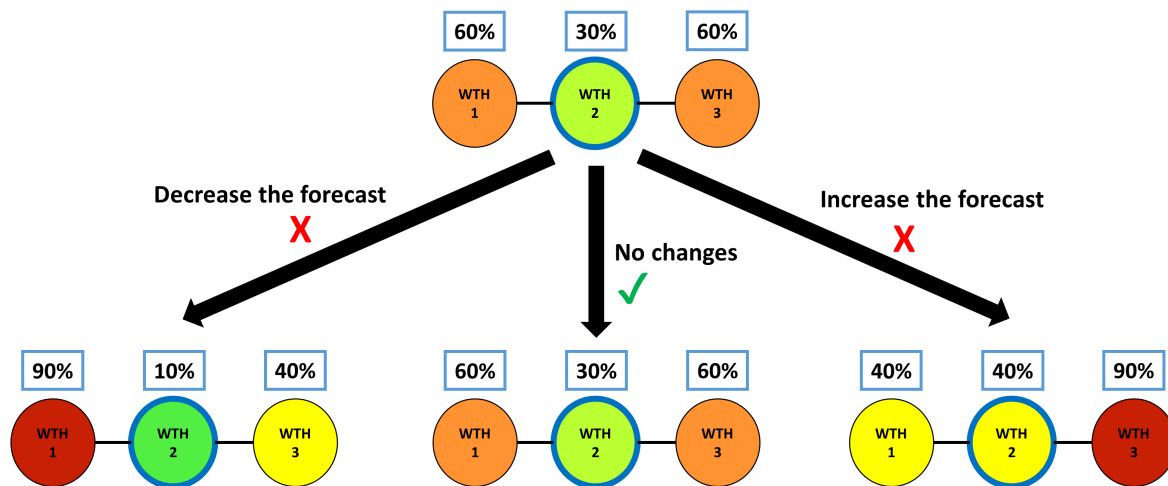 60% 30% 60%
WTH WTH WTH
1 2 3
Decrease the forecast
X
No changes
✓
Increase the forecast
X
90% 10% 40%
WTH WTH WTH
1 2 3
60% 30% 60%
WTH WTH WTH
1 2 3
40% 40% 90%
WTH WTH WTH
1 2 3